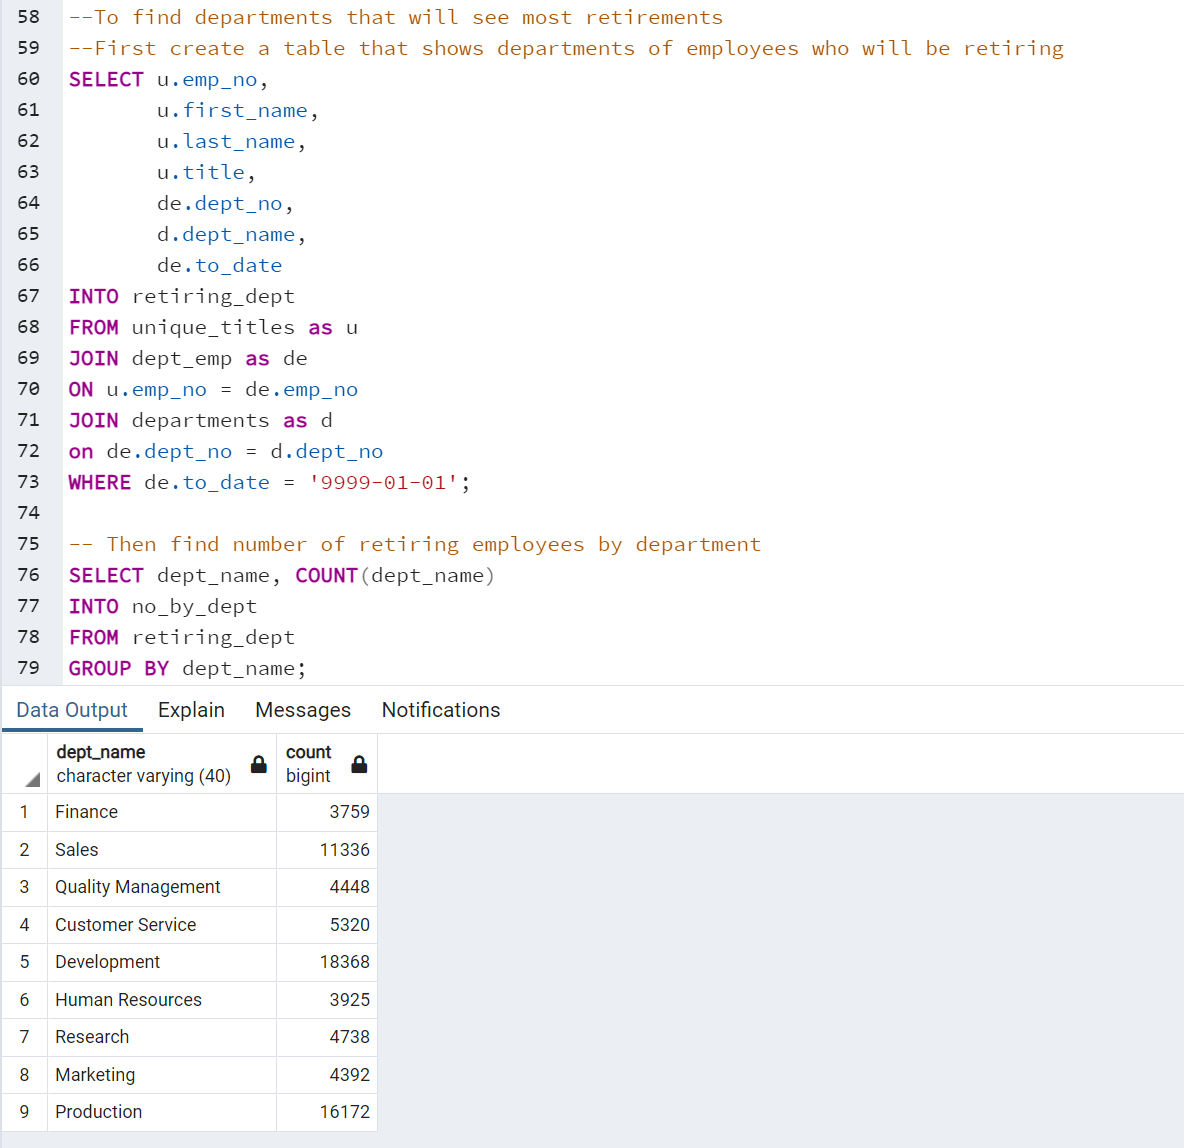 58 --To find departments that will see most retirements
59 --First create a table that shows departments of employees who will be retiring
60 SELECT u.emp_no,
61 u.first_name,
62 u.last_name,
63 u.title,
64 de.dept_no,
65 d.dept_name,
66 de.to_date
67 INTO retiring_dept
68 FROM unique_titles as u
69 JOIN dept_emp as de
70 ON u.emp_no = de.emp_no
71 JOIN departments as d
72 on de.dept_no = d.dept_no
73 WHERE de.to_date = '9999-01-01';
74
75 -- Then find number of retiring employees by department
76 SELECT dept_name, COUNT(dept_name)
77 INTO no_by_dept
78 FROM retiring_dept
79 GROUP BY dept_name;
Data Output Explain Messages Notifications
dept_name count
character varying (40) bigint
1 Finance 3759
2 Sales 11336
3 Quality Management 4448
4 Customer Service 5320
5 Development 18368
6 Human Resources 3925
7 Research 4738
8 Marketing 4392
9 Production 16172